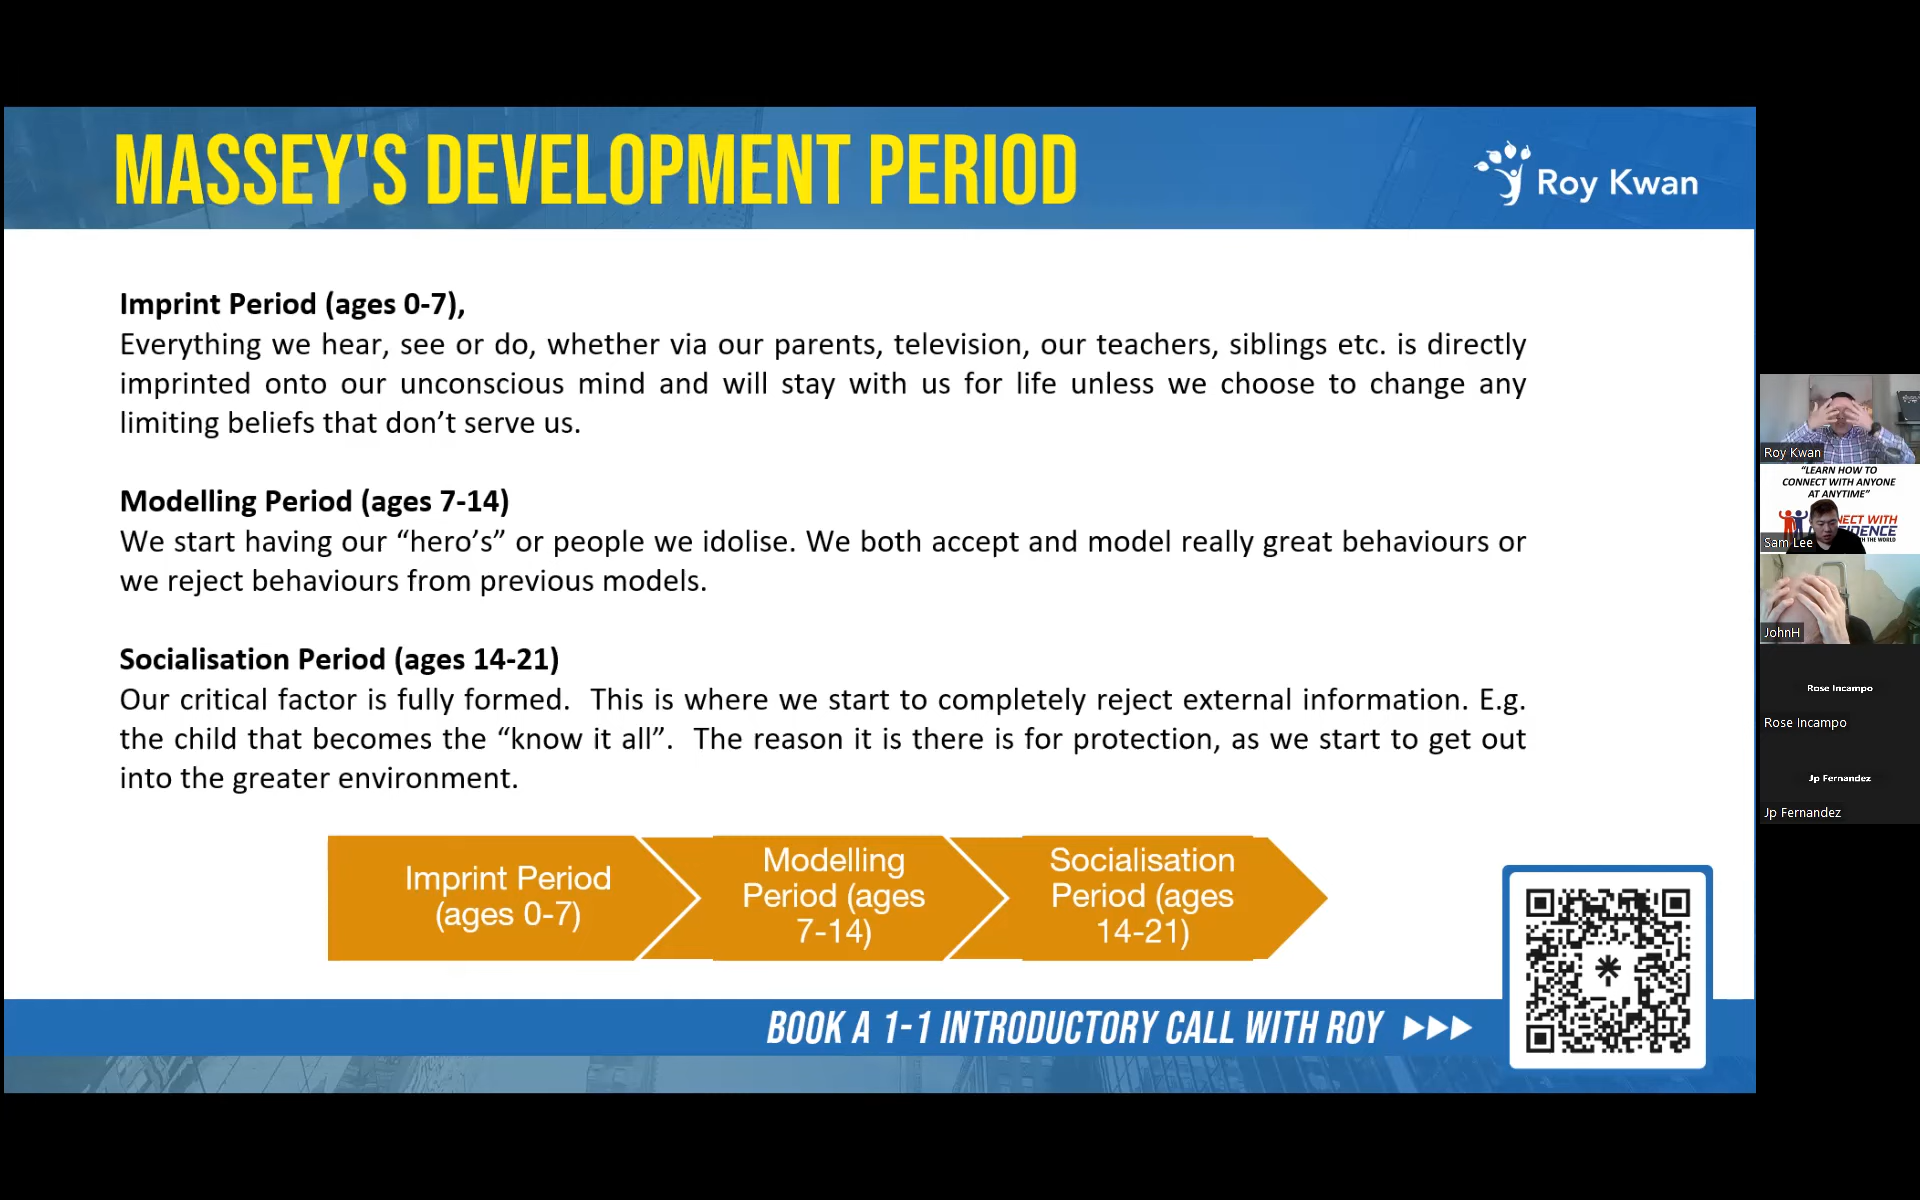 MASSEY'S DEVELOPMENT PERIOD
Roy Kwan
Imprint Period (ages 0-7),
Everything we hear, see or do, whether via our parents, television, our teachers, siblings etc. is directly
imprinted onto our unconscious mind and will stay with us for life unless we choose to change any
limiting beliefs that don’t serve us.
Modelling Period (ages 7-14)
We start having our “hero’s” or people we idolise. We both accept and model really great behaviours or
we reject behaviours from previous models.
Socialisation Period (ages 14-21)
Our critical factor is fully formed.  This is where we start to completely reject external information. E.g.
the child that becomes the “know it all”.  The reason it is there is for protection, as we start to get out
into the greater environment.
Imprint Period
(ages 0-7)
Modelling
Period (ages
7-14)
Socialisation
Period (ages
14-21)
BOOK A 1-1 INTRODUCTORY CALL WITH ROY
Roy Kwan
“LEARN HOW TO
CONNECT WITH ANYONE
AT ANYTIME”
WITH
THE WORLD
Sam Lee
JohnH
Rose Incampo
Rose Incampo
Jp Fernandez
Jp Fernandez